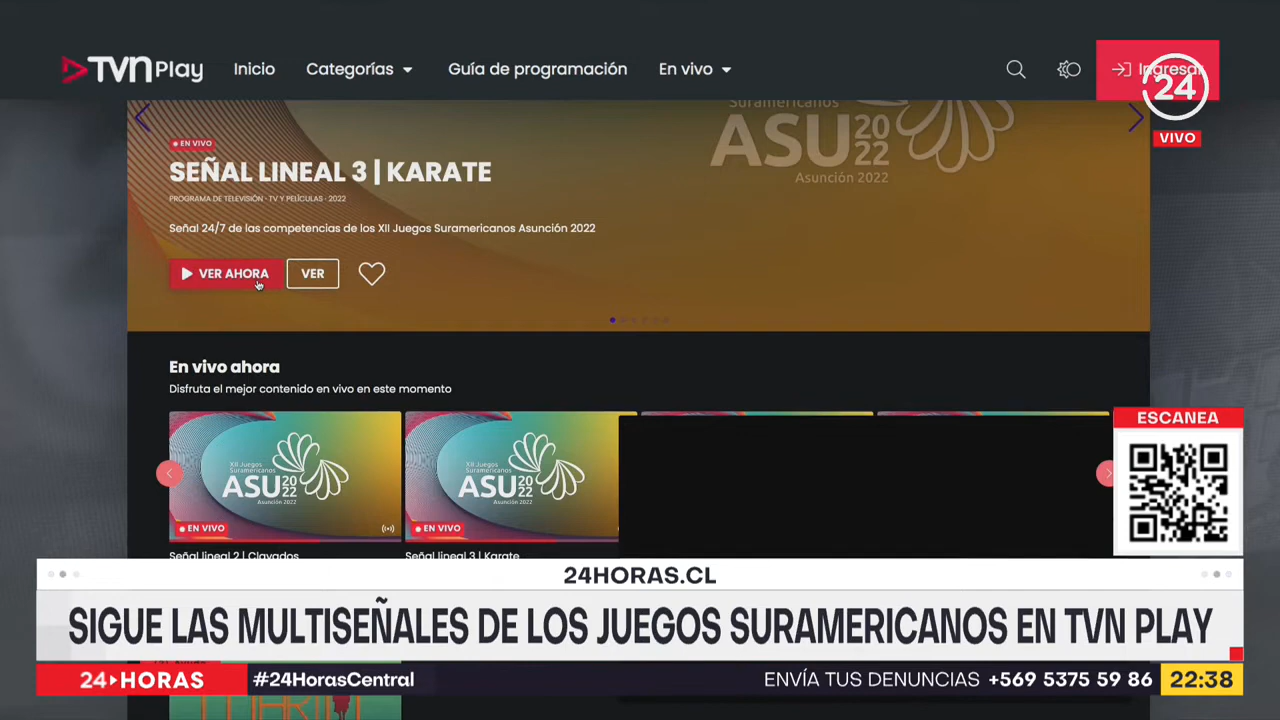 TVN Play
Inicio
Categorías
Guía de programación
En vivo
Ingresar
24
VIVO
Suramericanos
ASU 2022
Asunción 2022
EN VIVO
SEÑAL LINEAL 3 | KARATE
PROGRAMA DE TELEVISIÓN · TV Y PELÍCULAS · 2022
Señal 24/7 de las competencias de los XII Juegos Suramericanos Asunción 2022
VER AHORA
VER
En vivo ahora
Disfruta el mejor contenido en vivo en este momento
XII Juegos
Suramericanos
ASU 2022
Asunción 2022
EN VIVO
XII Juegos
Suramericanos
ASU 2022
Asunción 2022
EN VIVO
Señal lineal 2 | Clavados
Señal lineal 3 | Karate
ESCANEA
24HORAS.CL
SIGUE LAS MULTISEÑALES DE LOS JUEGOS SURAMERICANOS EN TVN PLAY
24 HORAS
#24HorasCentral
ENVÍA TUS DENUNCIAS +569 5375 59 86
22:38